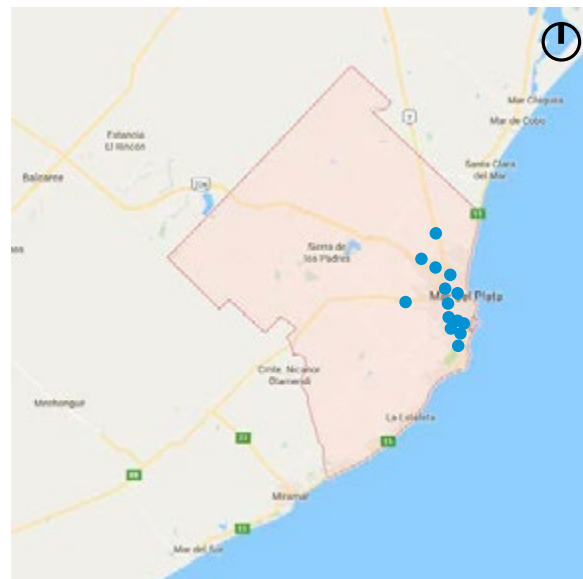 Mar Chiquita
Mar de Cobo
2
Estancia
El Rincón
Santa Clara
del Mar
Balcarce
226
11
Sierra de
los Padres
Mar del Plata
Cmte. Nicanor
Otamendi
Mechongué
La Lobería
11
77
88
Miramar
11
Mar del Sur